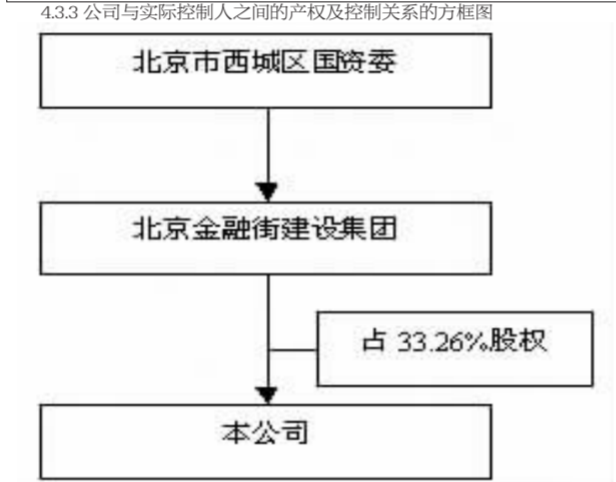 4.3.3 公司与实际控制人之间的产权及控制关系的方框图
北京市西城区国资委
北京金融街建设集团
占 33.26%股权
本公司